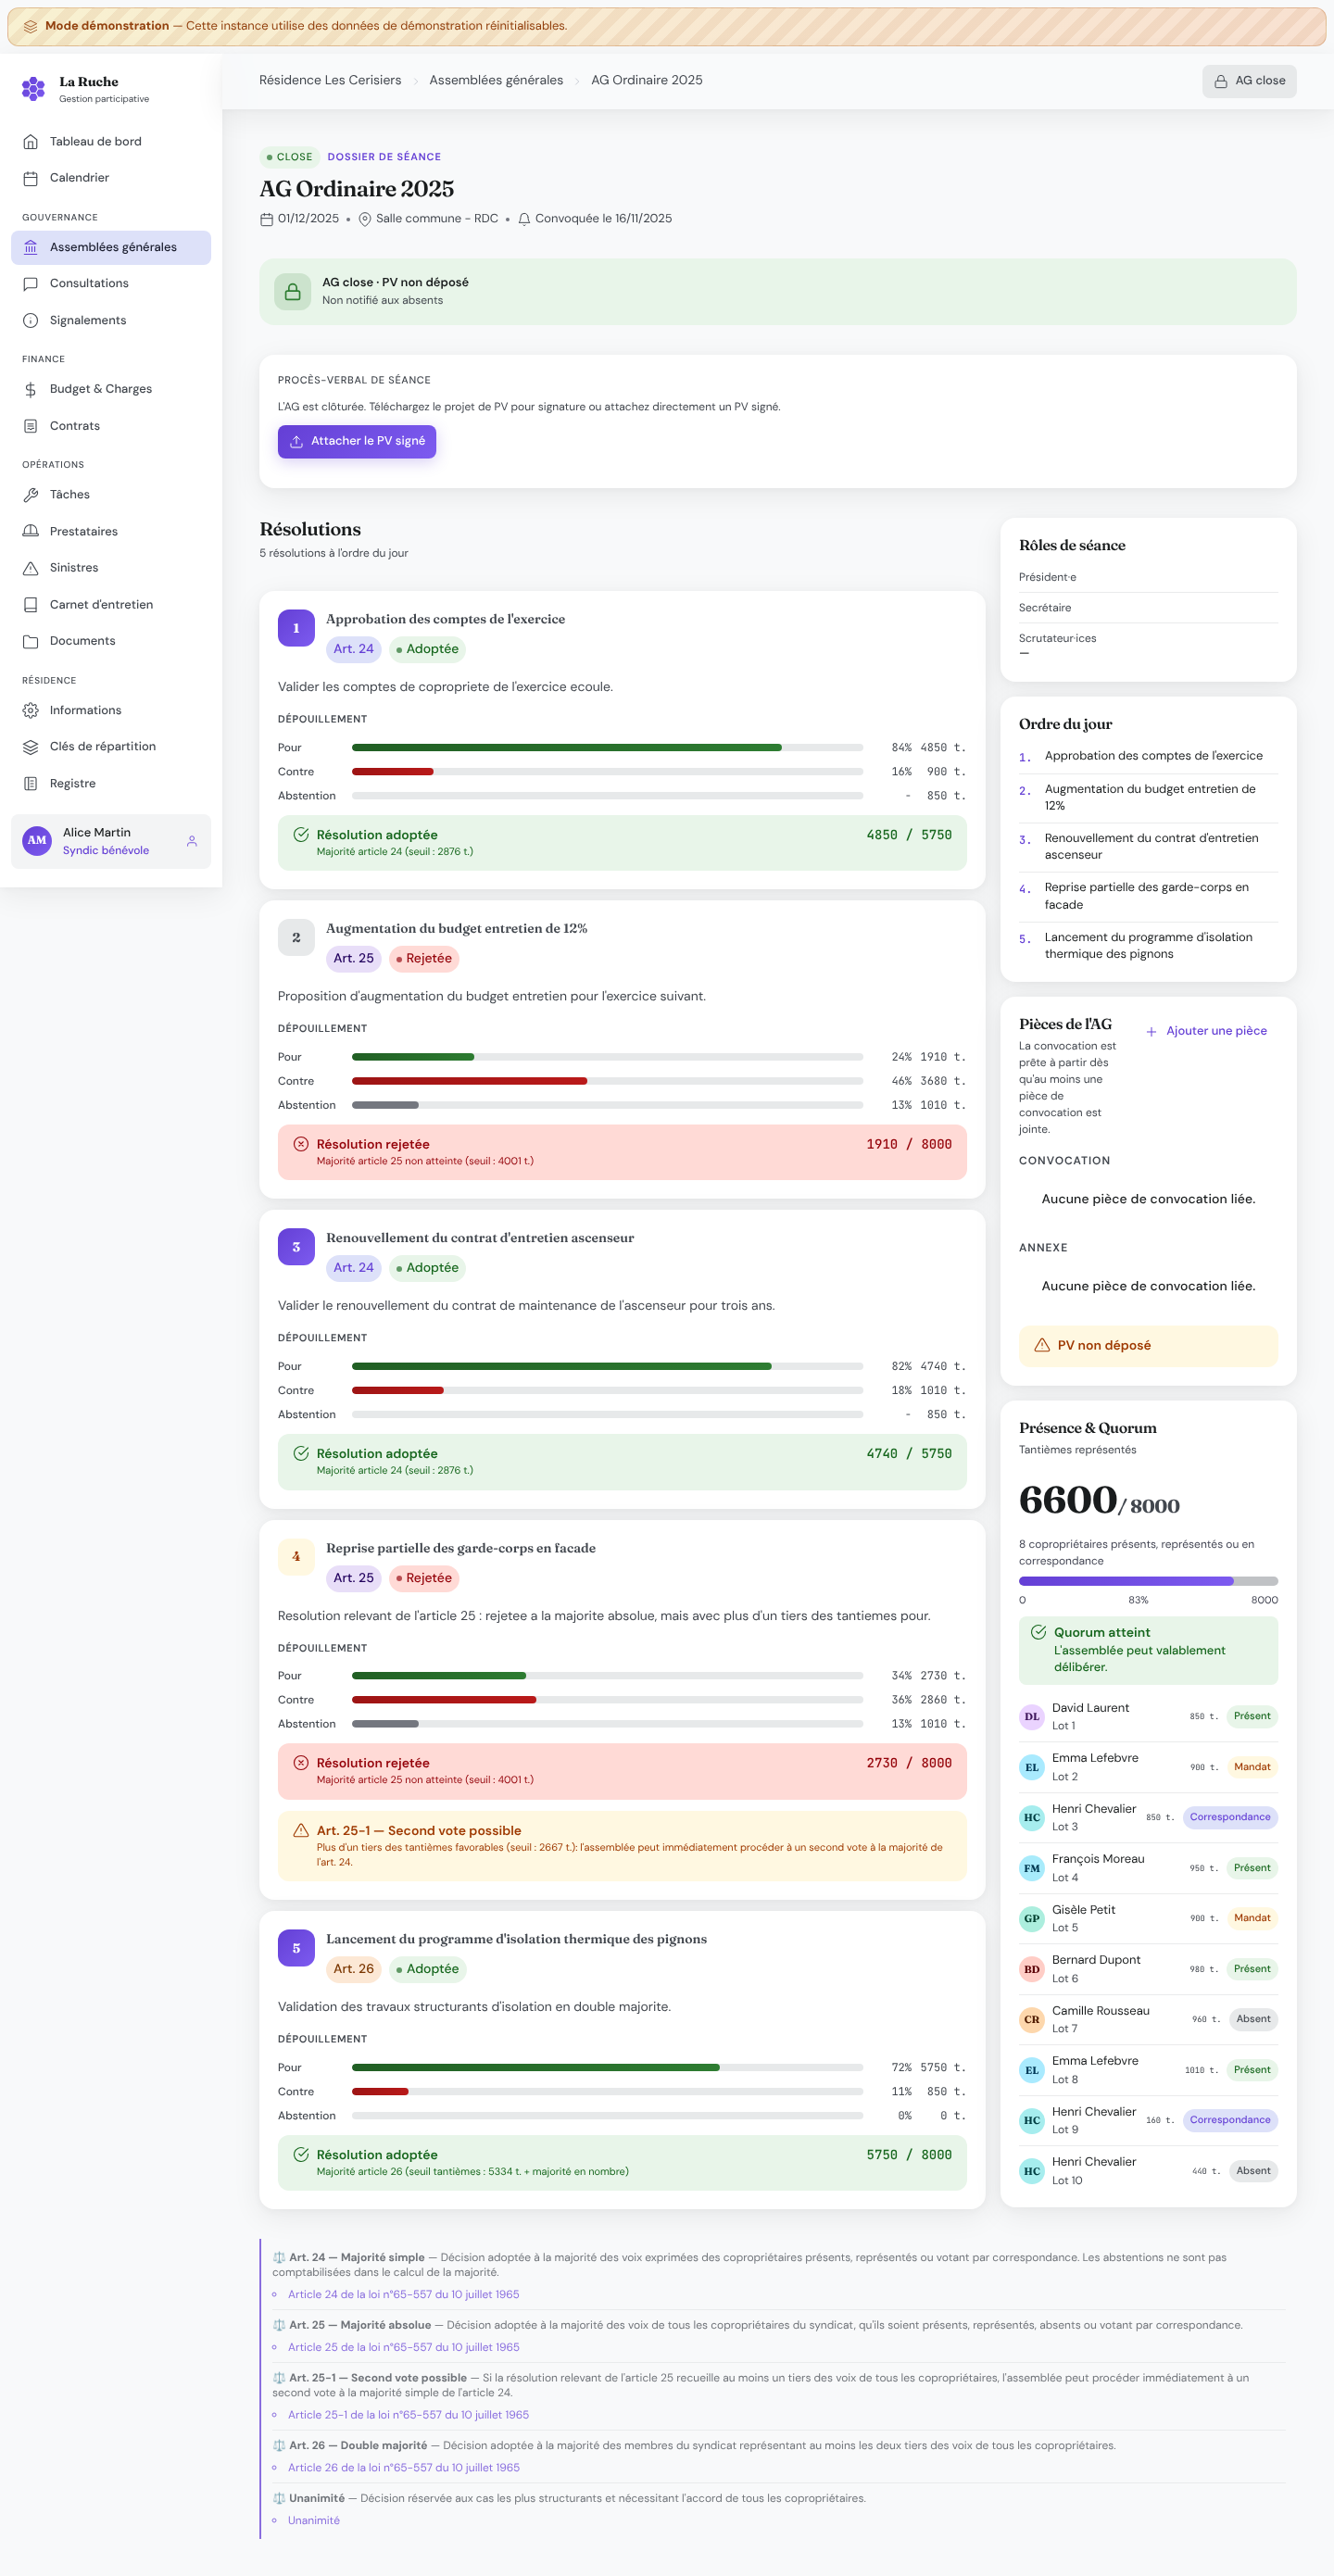 Mode démonstration — Cette instance utilise des données de démonstration réinitialisables.
La Ruche
Gestion participative
Tableau de bord
Calendrier
GOUVERNANCE
Assemblées générales
Consultations
Signalements
FINANCE
Budget & Charges
Contrats
OPÉRATIONS
Tâches
Prestataires
Sinistres
Carnet d'entretien
Documents
RÉSIDENCE
Informations
Clés de répartition
Registre
AM
Alice Martin
Syndic bénévole
Résidence Les Cerisiers > Assemblées générales > AG Ordinaire 2025
AG close
CLOSE DOSSIER DE SÉANCE
AG Ordinaire 2025
01/12/2025 • Salle commune - RDC • Convoquée le 16/11/2025
AG close · PV non déposé
Non notifié aux absents
PROCÈS-VERBAL DE SÉANCE
L'AG est clôturée. Téléchargez le projet de PV pour signature ou attachez directement un PV signé.
Attacher le PV signé
Résolutions
5 résolutions à l'ordre du jour
1 Approbation des comptes de l'exercice
Art. 24 Adoptée
Valider les comptes de copropriete de l'exercice ecoule.
DÉPOUILLEMENT
Pour 84% 4850 t.
Contre 16% 900 t.
Abstention - 850 t.
Résolution adoptée 4850 / 5750
Majorité article 24 (seuil : 2876 t.)
2 Augmentation du budget entretien de 12%
Art. 25 Rejetée
Proposition d'augmentation du budget entretien pour l'exercice suivant.
DÉPOUILLEMENT
Pour 24% 1910 t.
Contre 46% 3680 t.
Abstention 13% 1010 t.
Résolution rejetée 1910 / 8000
Majorité article 25 non atteinte (seuil : 4001 t.)
3 Renouvellement du contrat d'entretien ascenseur
Art. 24 Adoptée
Valider le renouvellement du contrat de maintenance de l'ascenseur pour trois ans.
DÉPOUILLEMENT
Pour 82% 4740 t.
Contre 18% 1010 t.
Abstention - 850 t.
Résolution adoptée 4740 / 5750
Majorité article 24 (seuil : 2876 t.)
4 Reprise partielle des garde-corps en facade
Art. 25 Rejetée
Resolution relevant de l'article 25 : rejetee a la majorite absolue, mais avec plus d'un tiers des tantiemes pour.
DÉPOUILLEMENT
Pour 34% 2730 t.
Contre 36% 2860 t.
Abstention 13% 1010 t.
Résolution rejetée 2730 / 8000
Majorité article 25 non atteinte (seuil : 4001 t.)
Art. 25-1 — Second vote possible
Plus d'un tiers des tantièmes favorables (seuil : 2667 t.): l'assemblée peut immédiatement procéder à un second vote à la majorité de
l'art. 24.
5 Lancement du programme d'isolation thermique des pignons
Art. 26 Adoptée
Validation des travaux structurants d'isolation en double majorite.
DÉPOUILLEMENT
Pour 72% 5750 t.
Contre 11% 850 t.
Abstention 0% 0 t.
Résolution adoptée 5750 / 8000
Majorité article 26 (seuil tantièmes : 5334 t. + majorité en nombre)
Rôles de séance
Président·e
Secrétaire
Scrutateur·ices
—
Ordre du jour
1. Approbation des comptes de l'exercice
2. Augmentation du budget entretien de
12%
3. Renouvellement du contrat d'entretien
ascenseur
4. Reprise partielle des garde-corps en
facade
5. Lancement du programme d'isolation
thermique des pignons
Pièces de l'AG
La convocation est
prête à partir dès
qu'au moins une
pièce de
convocation est
jointe.
+ Ajouter une pièce
CONVOCATION
Aucune pièce de convocation liée.
ANNEXE
Aucune pièce de convocation liée.
PV non déposé
Présence & Quorum
Tantièmes représentés
6600/ 8000
8 copropriétaires présents, représentés ou en
correspondance
0 83% 8000
Quorum atteint
L'assemblée peut valablement
délibérer.
DL David Laurent 850 t. Présent
Lot 1
EL Emma Lefebvre 900 t. Mandat
Lot 2
HC Henri Chevalier 850 t. Correspondance
Lot 3
FM François Moreau 950 t. Présent
Lot 4
GP Gisèle Petit 900 t. Mandat
Lot 5
BD Bernard Dupont 980 t. Présent
Lot 6
CR Camille Rousseau 960 t. Absent
Lot 7
EL Emma Lefebvre 1010 t. Présent
Lot 8
HC Henri Chevalier 160 t. Correspondance
Lot 9
HC Henri Chevalier 440 t. Absent
Lot 10
Art. 24 — Majorité simple — Décision adoptée à la majorité des voix exprimées des copropriétaires présents, représentés ou votant par correspondance. Les abstentions ne sont pas
comptabilisées dans le calcul de la majorité.
Article 24 de la loi n°65-557 du 10 juillet 1965
Art. 25 — Majorité absolue — Décision adoptée à la majorité des voix de tous les copropriétaires du syndicat, qu'ils soient présents, représentés, absents ou votant par correspondance.
Article 25 de la loi n°65-557 du 10 juillet 1965
Art. 25-1 — Second vote possible — Si la résolution relevant de l'article 25 recueille au moins un tiers des voix de tous les copropriétaires, l'assemblée peut procéder immédiatement à un
second vote à la majorité simple de l'article 24.
Article 25-1 de la loi n°65-557 du 10 juillet 1965
Art. 26 — Double majorité — Décision adoptée à la majorité des membres du syndicat représentant au moins les deux tiers des voix de tous les copropriétaires.
Article 26 de la loi n°65-557 du 10 juillet 1965
Unanimité — Décision réservée aux cas les plus structurants et nécessitant l'accord de tous les copropriétaires.
Unanimité